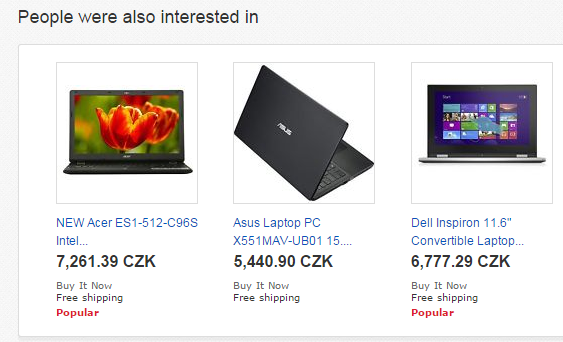 People were also interested in
ASUS
Start
NEW Acer ES1-512-C96S
Intel...
7,261.39 CZK
Buy It Now
Free shipping
Popular
Asus Laptop PC
X551MAV-UB01 15....
5,440.90 CZK
Buy It Now
Free shipping
Dell Inspiron 11.6"
Convertible Laptop...
6,777.29 CZK
Buy It Now
Free shipping
Popular